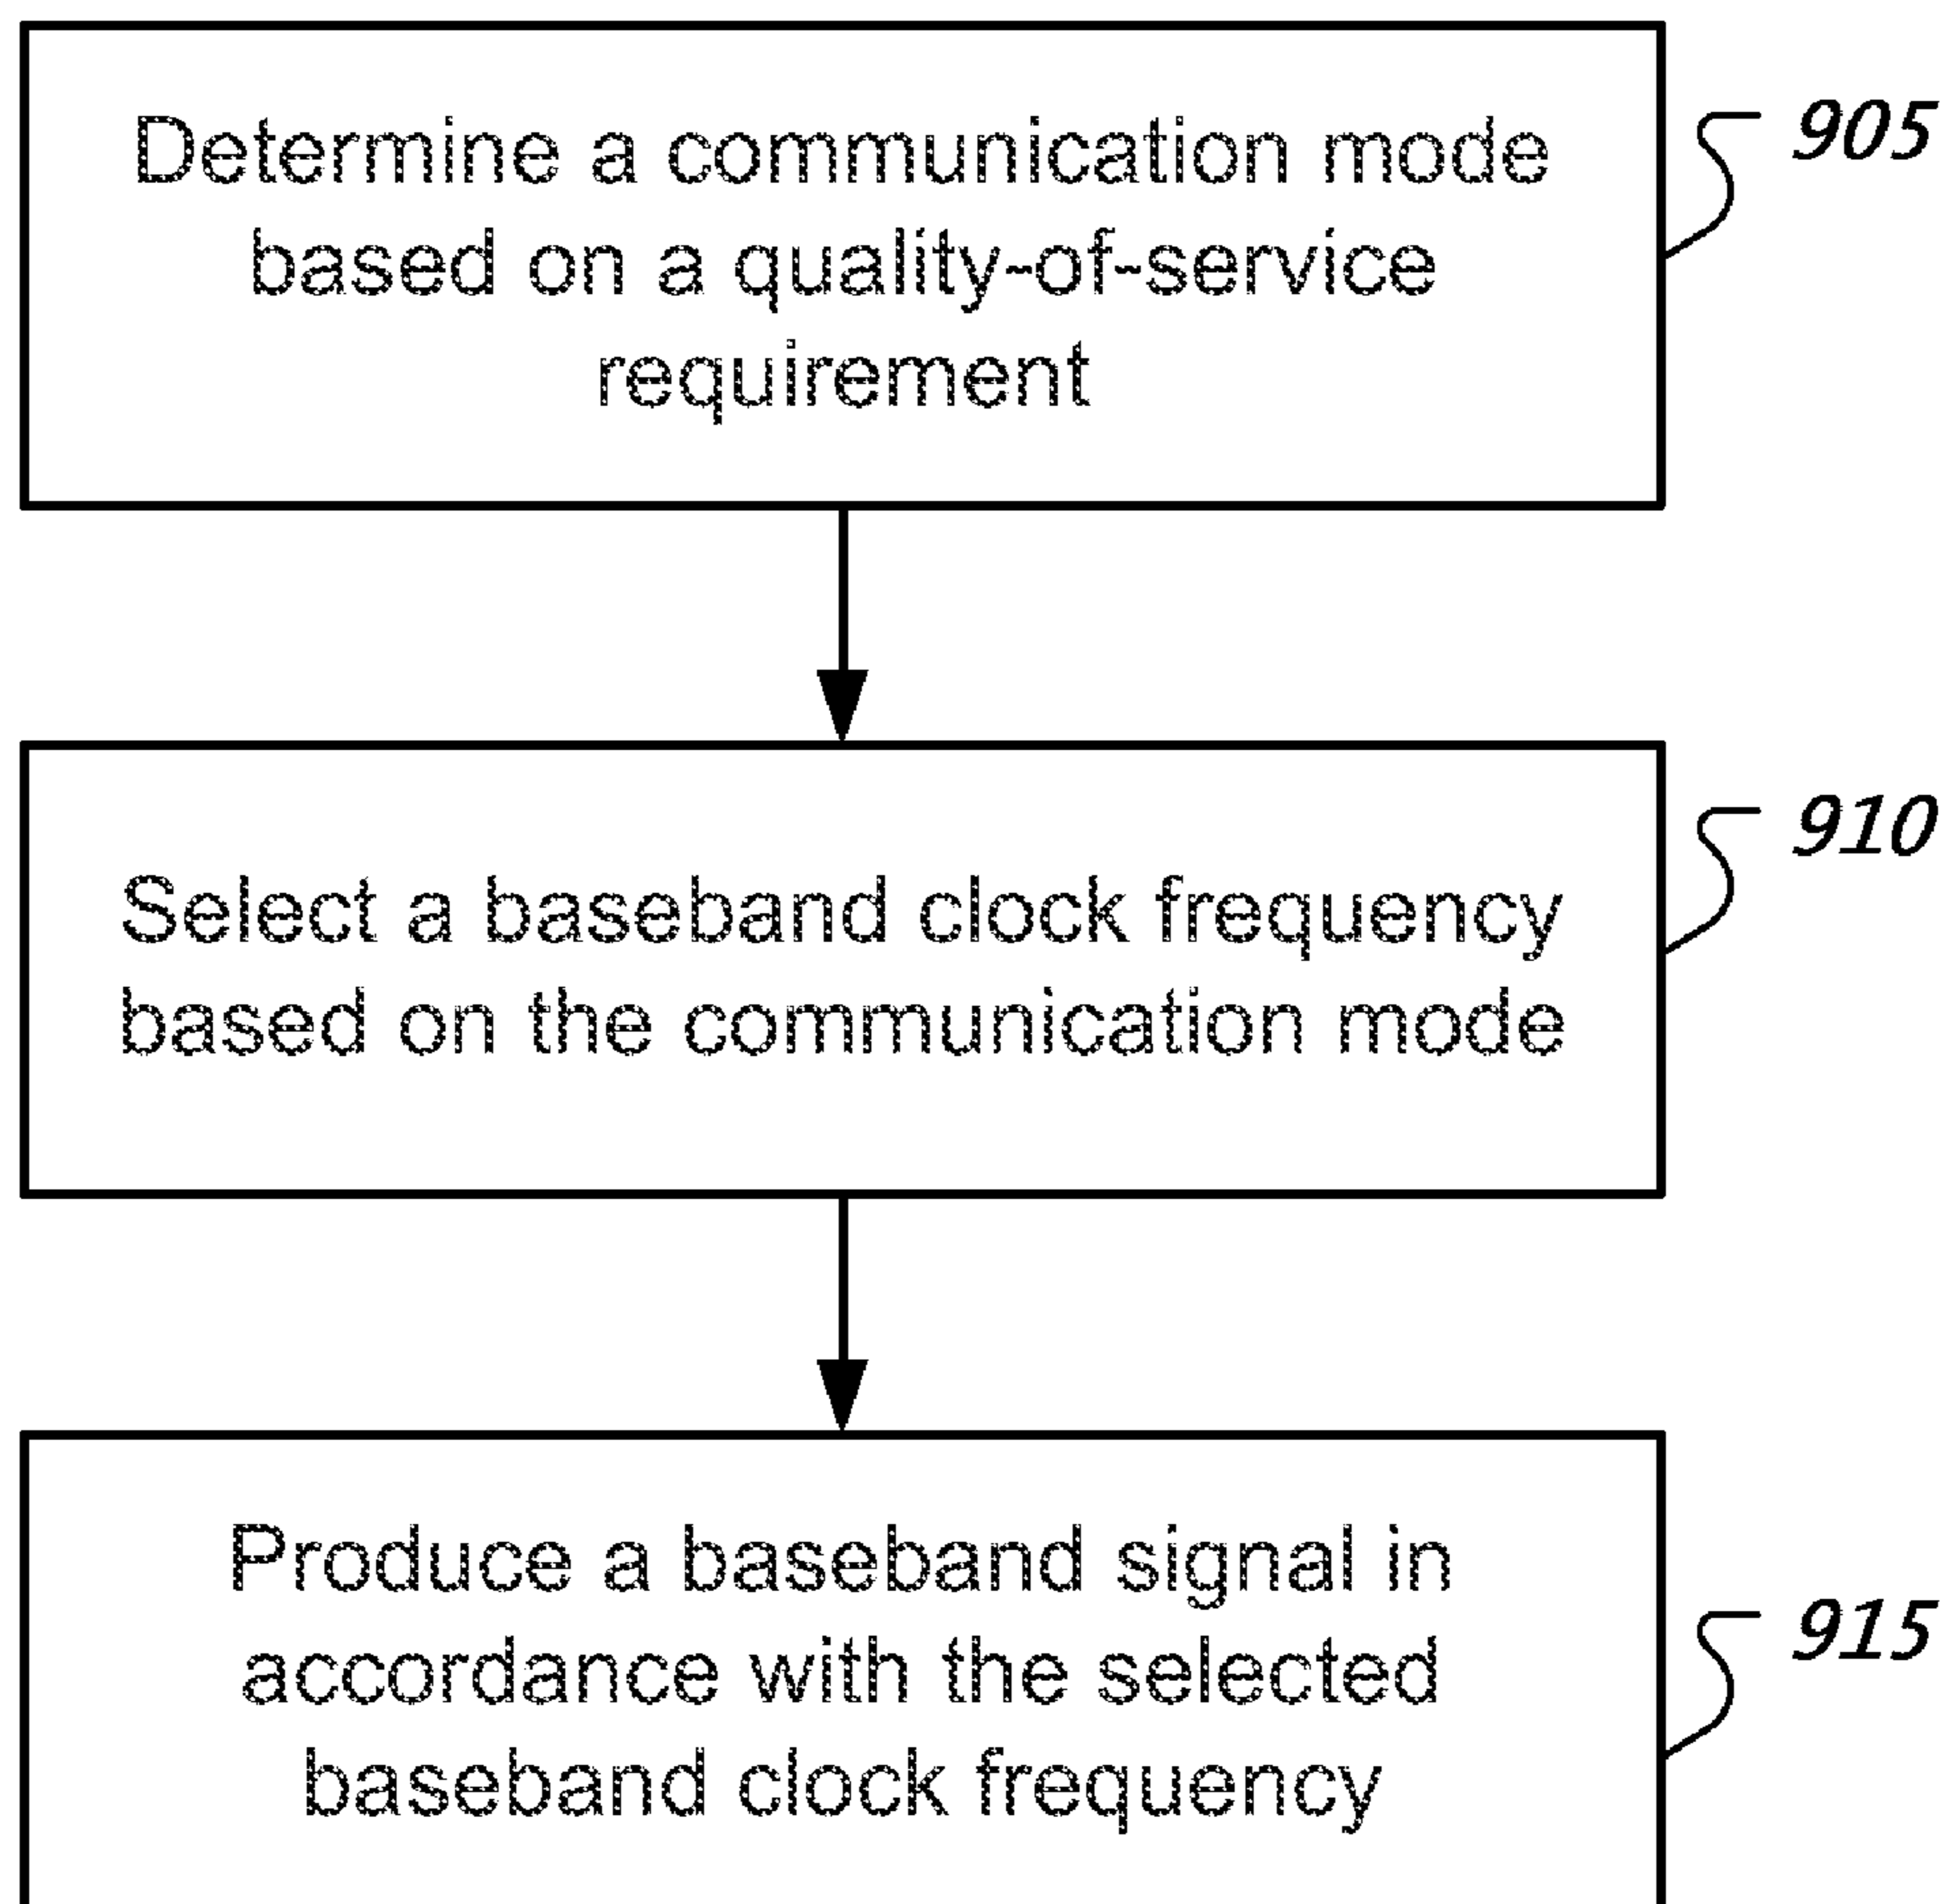 Determine a communication mode
based on a quality-of-service
requirement
905
Select a baseband clock frequency
based on the communication mode
910
Produce a baseband signal in
accordance with the selected
baseband clock frequency
915